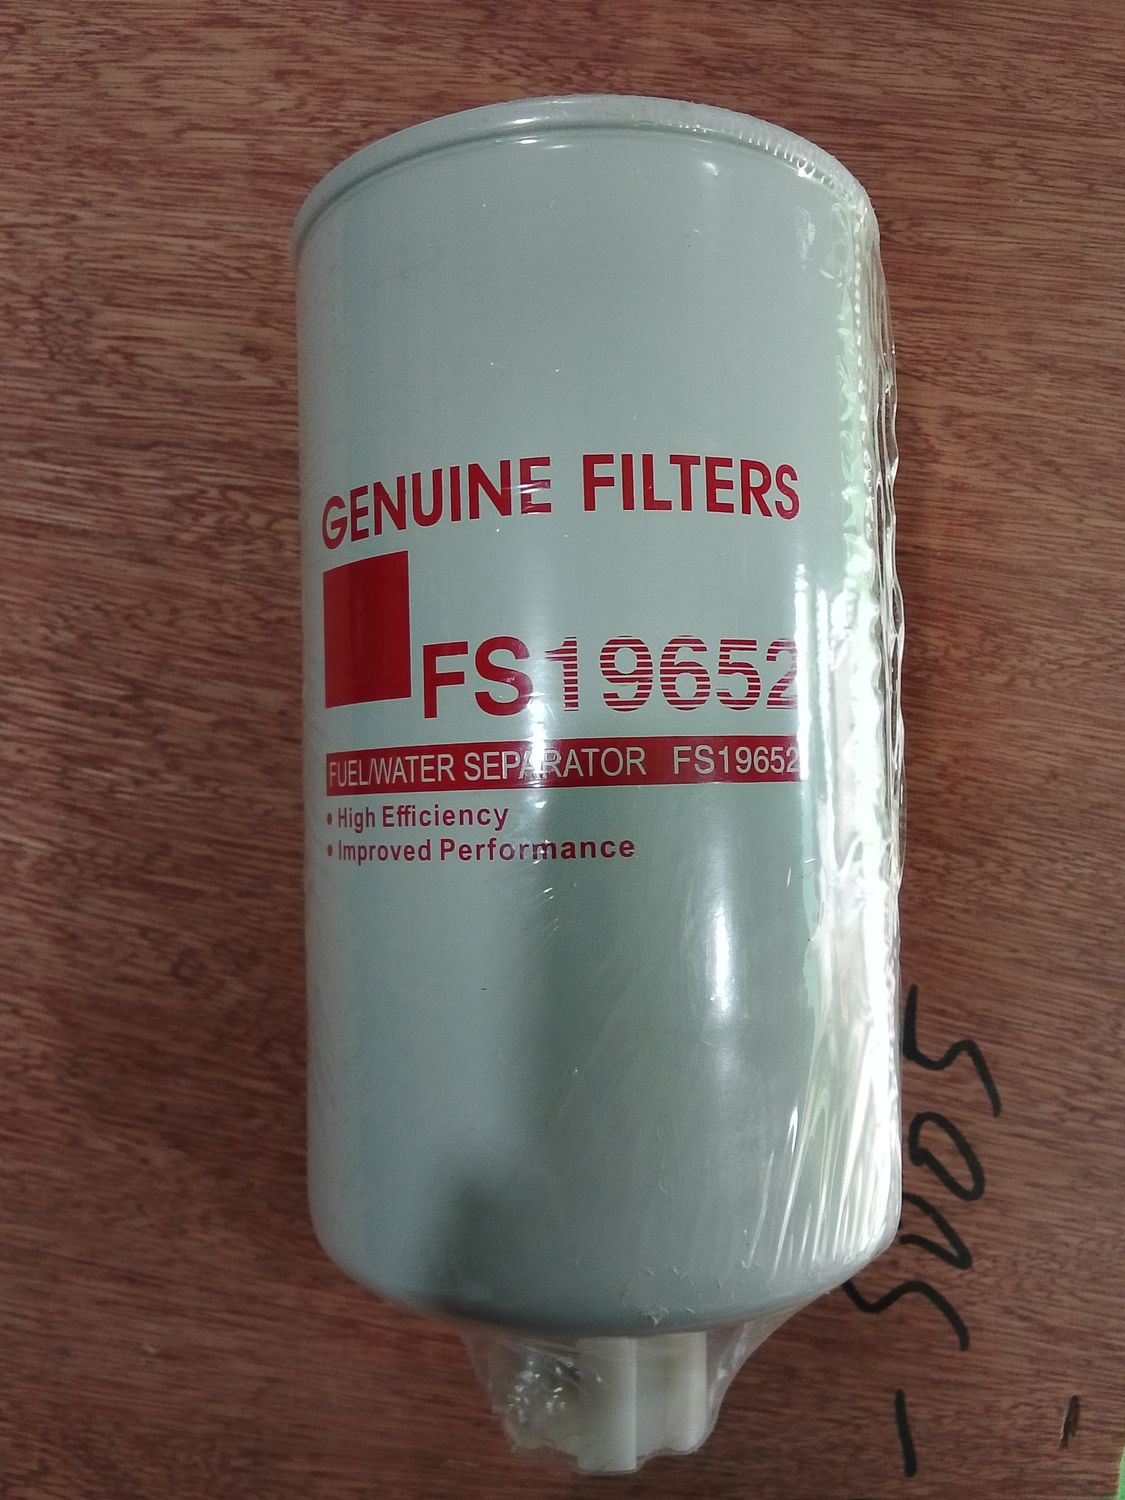 GENUINE FILTERS
FS19652
FUEL/WATER SEPARATOR FS19652
• High Efficiency
• Improved Performance